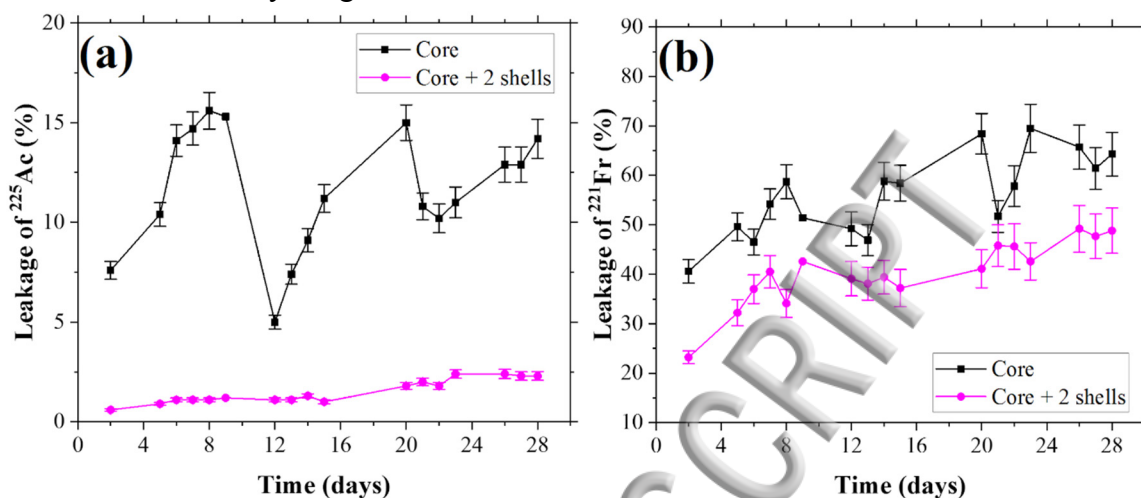 (a)
Core
Core + 2 shells
Leakage of ²²⁵Ac (%)
20
15
10
5
0
0 4 8 12 16 20 24 28
Time (days)
(b)
Core
Core + 2 shells
Leakage of ²²¹Fr (%)
90
80
70
60
50
40
30
20
10
0 4 8 12 16 20 24 28
Time (days)
CRIPT